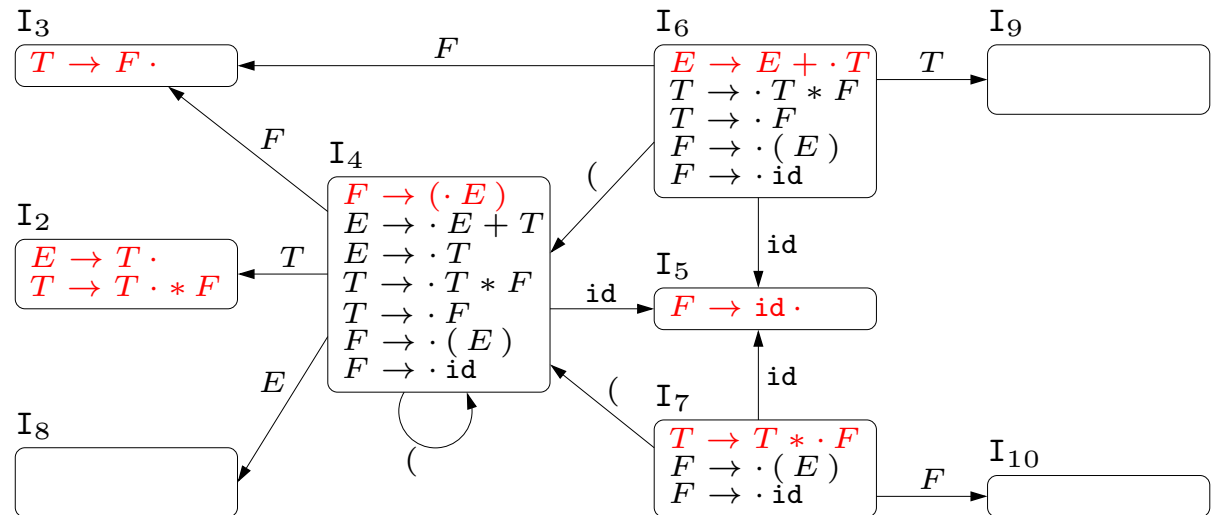 I₃
T → F ·
F
F
I₆
E → E + · T
T → · T ∗ F
T → · F
F → · ( E )
F → · id
T
I₉
I₄
F → ( · E )
E → · E + T
E → · T
T → · T ∗ F
T → · F
F → · ( E )
F → · id
(
I₂
E → T ·
T → T · ∗ F
T
id
id
I₅
F → id ·
E
(
(
id
I₈
I₇
T → T ∗ · F
F → · ( E )
F → · id
F
I₁₀